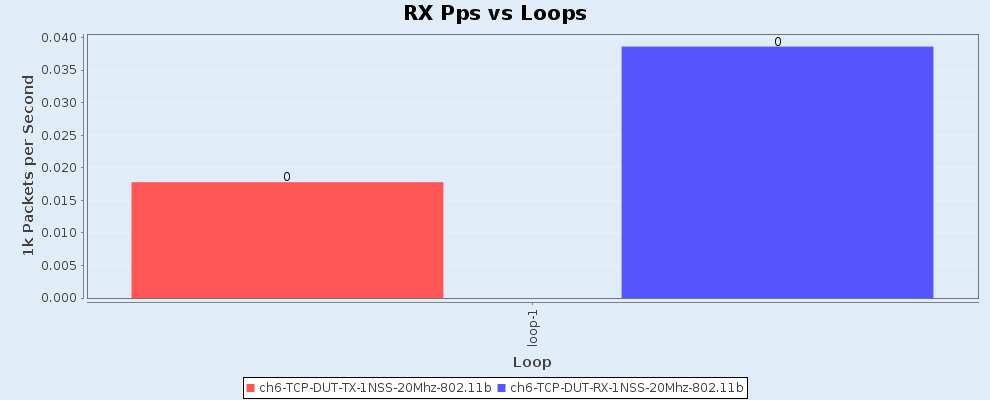 RX Pps vs Loops
1k Packets per Second
0.040
0.035
0.030
0.025
0.020
0.015
0.010
0.005
0.000
0
0
loop-1
Loop
ch6-TCP-DUT-TX-1NSS-20Mhz-802.11b ch6-TCP-DUT-RX-1NSS-20Mhz-802.11b